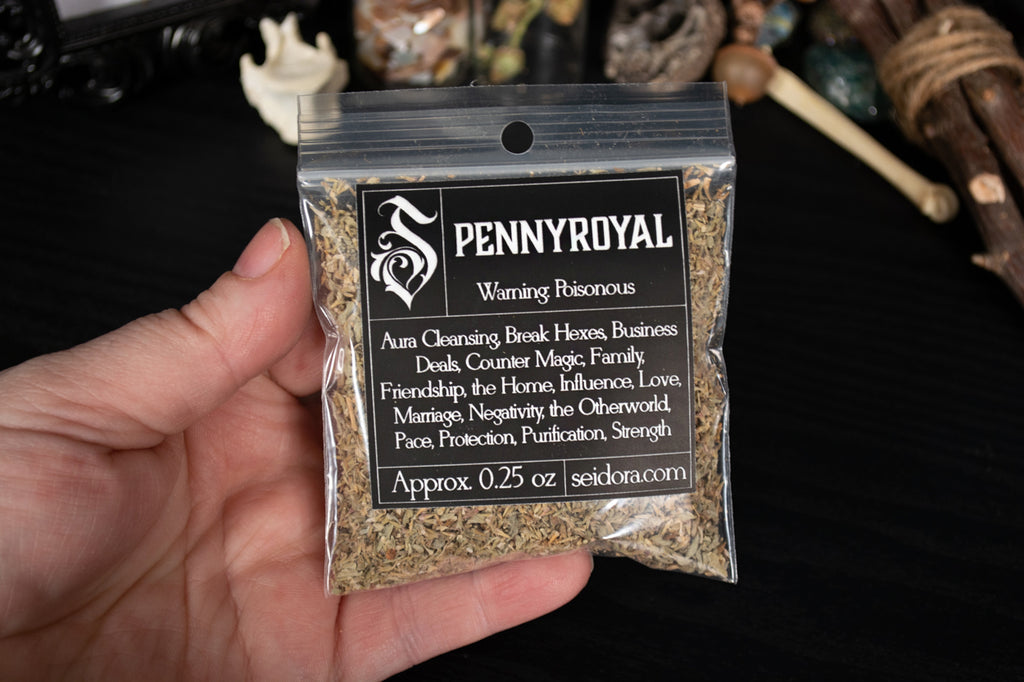 PENNYROYAL
Warning: Poisonous
Aura Cleansing, Break Hexes, Business
Deals, Counter Magic, Family,
Friendship, the Home, Influence, Love,
Marriage, Negativity, the Otherworld,
Pace, Protection, Purification, Strength
Approx. 0.25 oz
seidora.com